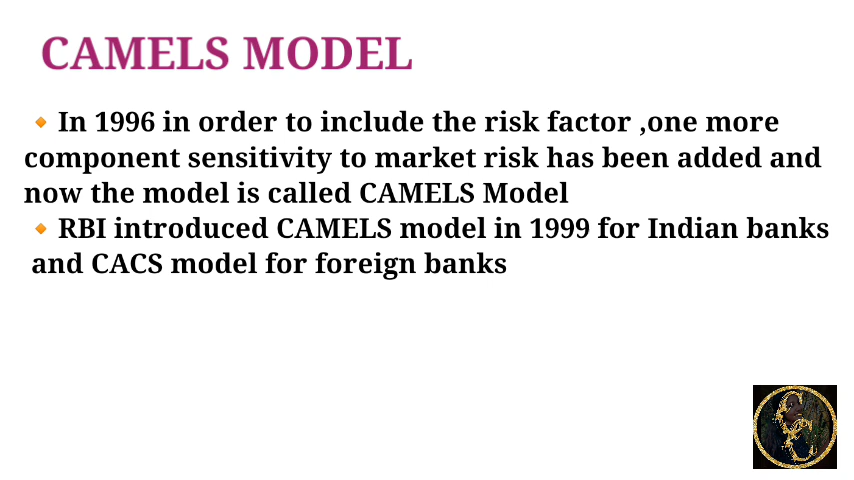 CAMELS MODEL
🔸In 1996 in order to include the risk factor ,one more
component sensitivity to market risk has been added and
now the model is called CAMELS Model
🔸RBI introduced CAMELS model in 1999 for Indian banks
and CACS model for foreign banks